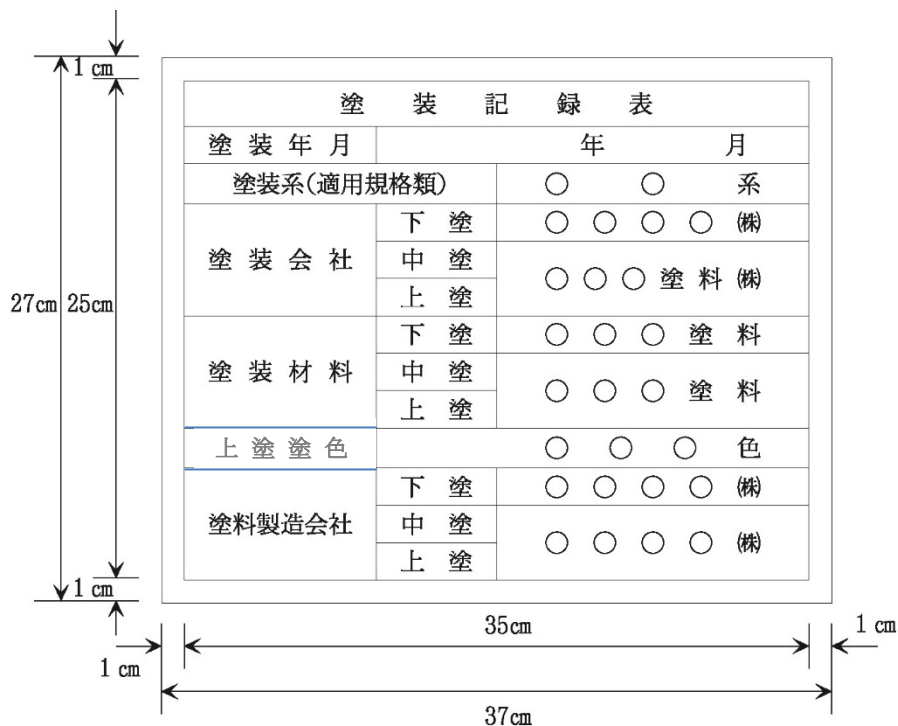 1 cm
塗装記録表
塗装年月 年 月
塗装系(適用規格類) ○ ○ 系
塗装会社 下塗 ○○○○㈱
中塗 ○○○塗料㈱
上塗
27cm 25cm
塗装材料 下塗 ○○○塗料
中塗 ○○○塗料
上塗
上塗塗色 ○ ○ ○ 色
塗料製造会社 下塗 ○○○○㈱
中塗 ○○○○㈱
上塗
1 cm
35cm
1 cm
1 cm
37cm